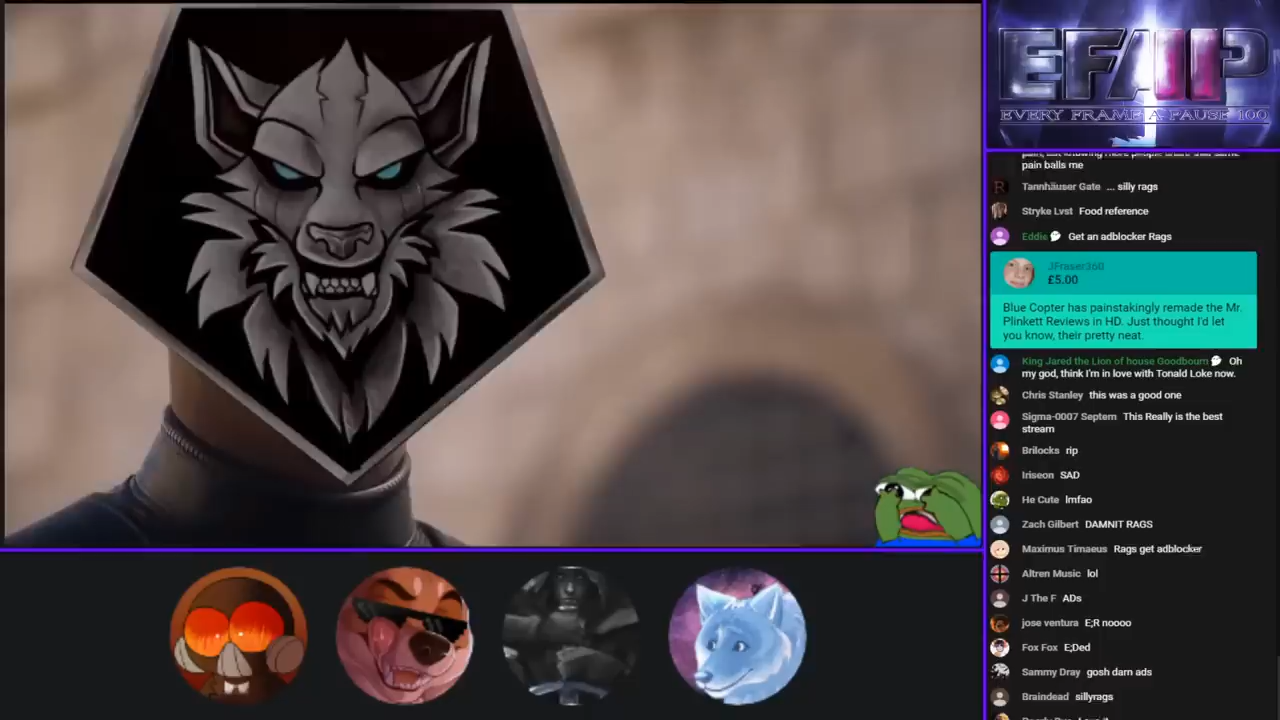 EFAP
EVERY FRAME A PAUSE 100
pain balls me
Tannhäuser Gate ... silly rags
Stryke Lvst Food reference
Eddie Get an adblocker Rags
JFraser360
£5.00
Blue Copter has painstakingly remade the Mr.
Plinkett Reviews in HD. Just thought I'd let
you know, their pretty neat.
King Jared the Lion of house Goodbourn Oh
my god, think I'm in love with Tonald Loke now.
Chris Stanley this was a good one
Sigma-0007 Septem This Really is the best
stream
Brilocks rip
Iriseon SAD
He Cute lmfao
Zach Gilbert DAMNIT RAGS
Maximus Timaeus Rags get adblocker
Altren Music lol
J The F ADs
jose ventura E;R noooo
Fox Fox E;Ded
Sammy Dray gosh darn ads
Braindead sillyrags